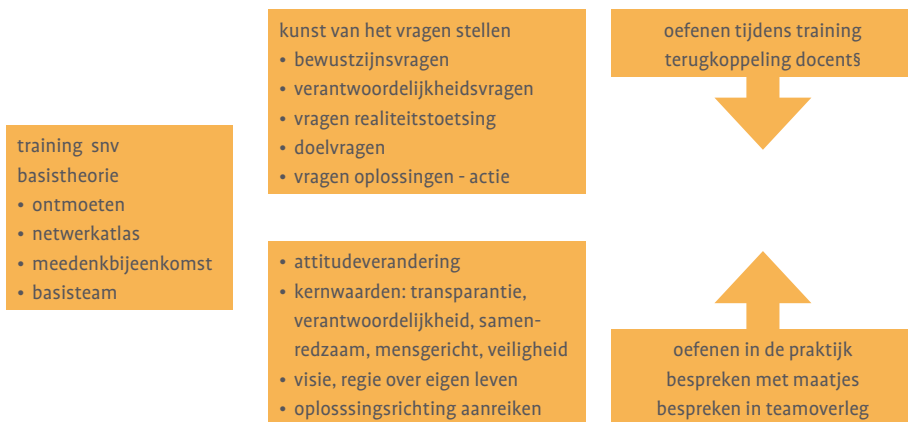 training snv
basistheorie
• ontmoeten
• netwerkatlas
• meedenkbijeenkomst
• basisteam
kunst van het vragen stellen
• bewustzijnsvragen
• verantwoordelijkheidsvragen
• vragen realiteitstoetsing
• doelvragen
• vragen oplossingen - actie
• attitudeverandering
• kernwaarden: transparantie,
verantwoordelijkheid, samen-
redzaam, mensgericht, veiligheid
• visie, regie over eigen leven
• oplosssingsrichting aanreiken
oefenen tijdens training
terugkoppeling docent§
oefenen in de praktijk
bespreken met maatjes
bespreken in teamoverleg